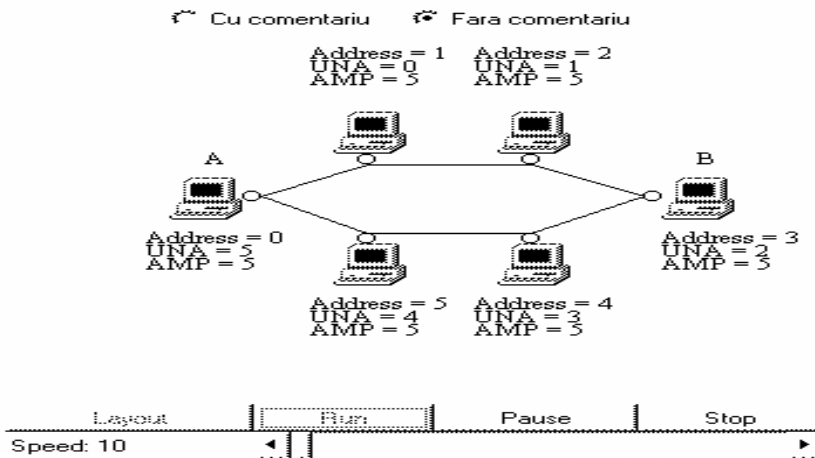 Cu comentariu Fara comentariu
Address = 1 Address = 2
UNA = 0 UNA = 1
AMP = 5 AMP = 5
A B
Address = 0 Address = 3
UNA = 5 UNA = 2
AMP = 5 AMP = 5
Address = 5 Address = 4
UNA = 4 UNA = 3
AMP = 5 AMP = 5
Layout Run Pause Stop
Speed: 10